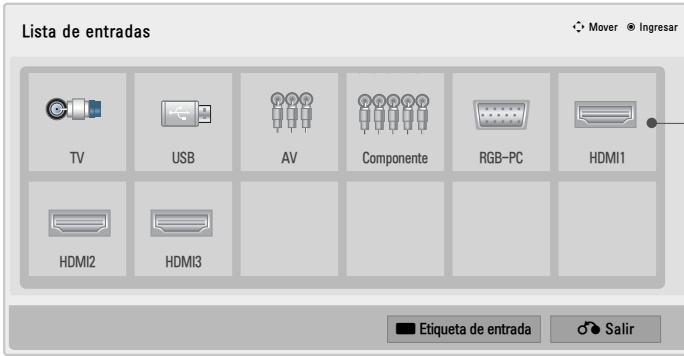 Lista de entradas
Mover Ingresar
TV USB AV Componente RGB-PC HDMI1
HDMI2 HDMI3
Etiqueta de entrada Salir